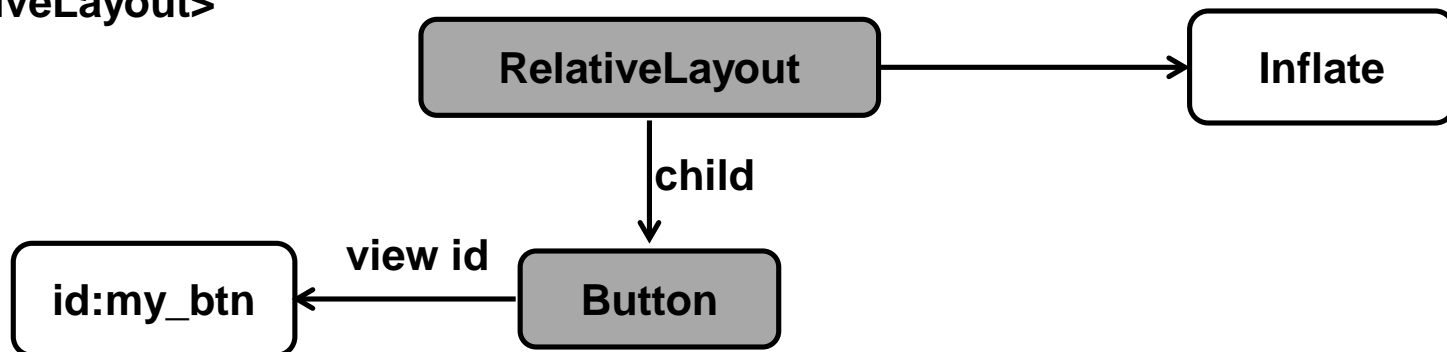 iveLayout>
RelativeLayout
Inflate
child
view id
id:my_btn
Button